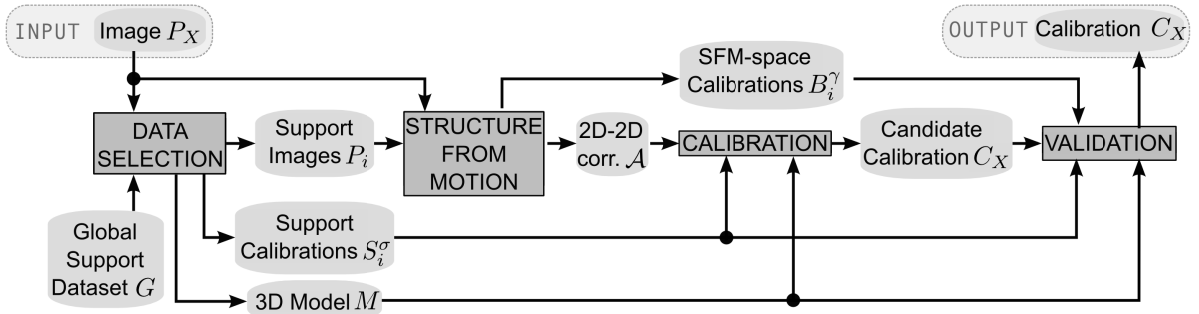 INPUT
Image P_X
OUTPUT
Calibration C_X
SFM-space
Calibrations B_i^γ
DATA
SELECTION
Support
Images P_i
STRUCTURE
FROM
MOTION
2D-2D
corr. 𝒜
CALIBRATION
Candidate
Calibration C_X
VALIDATION
Global
Support
Dataset G
Support
Calibrations S_i^σ
3D Model M